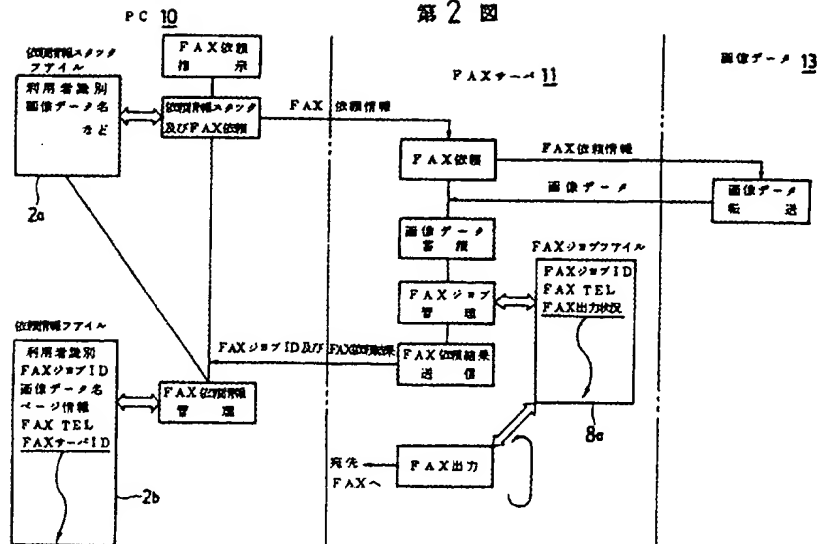 第2図
PC 10
FAXサーバ 11
画像データ 13
依頼情報スタック
ファイル
利用者識別
画像データ名
など
2a
FAX依頼
指示
依頼情報スタック
及びFAX依頼
FAX 依頼情報
FAX依頼
FAX依頼情報
画像データ
画像データ
転送
画像データ
蓄積
FAXジョブ
管理
FAXジョブファイル
FAXジョブID
FAX TEL
FAX出力状況
8a
FAXジョブID及びFAX依頼結果
FAX依頼結果
送信
依頼情報ファイル
利用者識別
FAXジョブID
画像データ名
ページ情報
FAX TEL
FAXサーバID
2b
FAX依頼情報
管理
宛先
FAXへ
FAX出力